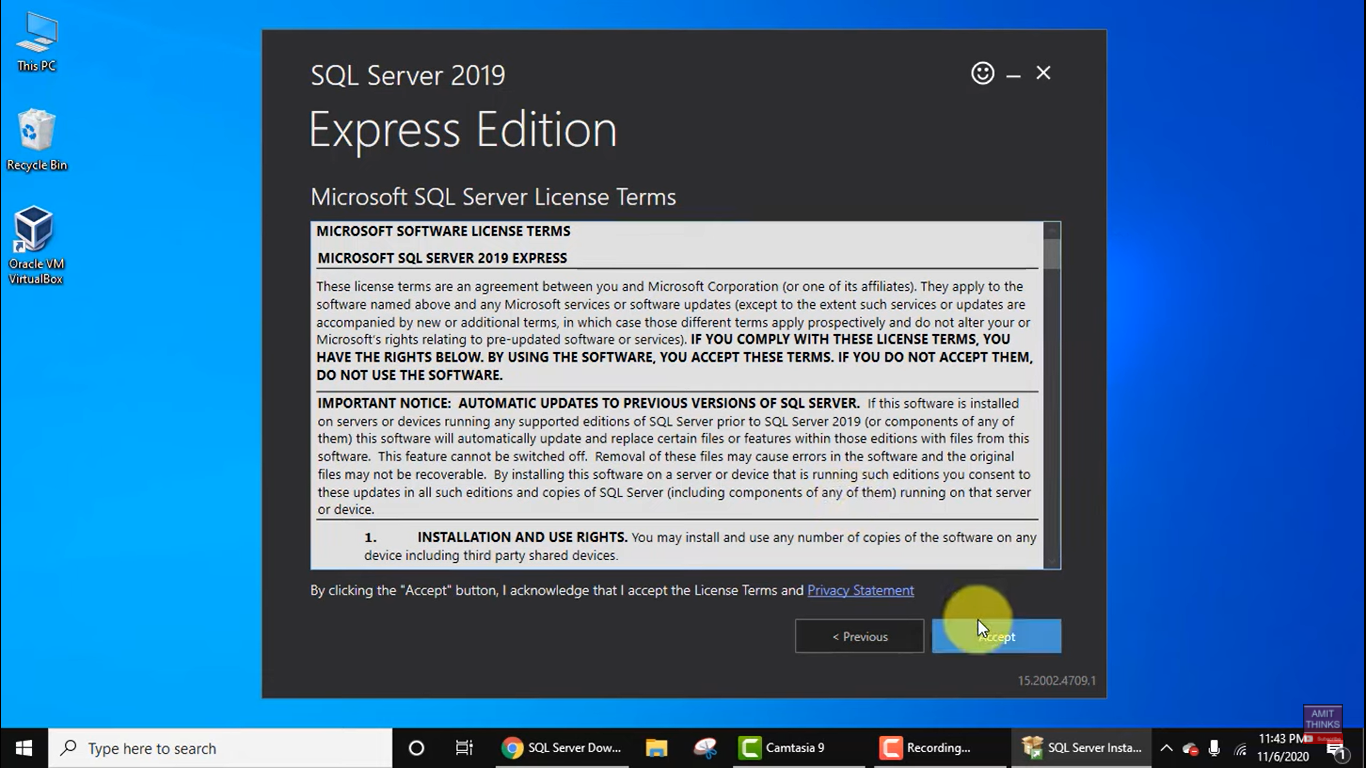 This PC
Recycle Bin
Oracle VM
VirtualBox
SQL Server 2019
Express Edition
Microsoft SQL Server License Terms
MICROSOFT SOFTWARE LICENSE TERMS
MICROSOFT SQL SERVER 2019 EXPRESS
These license terms are an agreement between you and Microsoft Corporation (or one of its affiliates). They apply to the
software named above and any Microsoft services or software updates (except to the extent such services or updates are
accompanied by new or additional terms, in which case those different terms apply prospectively and do not alter your or
Microsoft's rights relating to pre-updated software or services). IF YOU COMPLY WITH THESE LICENSE TERMS, YOU
HAVE THE RIGHTS BELOW. BY USING THE SOFTWARE, YOU ACCEPT THESE TERMS. IF YOU DO NOT ACCEPT THEM,
DO NOT USE THE SOFTWARE.
IMPORTANT NOTICE: AUTOMATIC UPDATES TO PREVIOUS VERSIONS OF SQL SERVER. If this software is installed
on servers or devices running any supported editions of SQL Server prior to SQL Server 2019 (or components of any of
them) this software will automatically update and replace certain files or features within those editions with files from this
software. This feature cannot be switched off. Removal of these files may cause errors in the software and the original
files may not be recoverable. By installing this software on a server or device that is running such editions you consent to
these updates in all such editions and copies of SQL Server (including components of any of them) running on that server
or device.
1. INSTALLATION AND USE RIGHTS. You may install and use any number of copies of the software on any
device including third party shared devices.
By clicking the "Accept" button, I acknowledge that I accept the License Terms and Privacy Statement
< Previous
Accept
15.2002.4709.1
AMIT
THINKS
Subscribe
Type here to search
SQL Server Dow...
Camtasia 9
Recording...
SQL Server Insta...
11:43 PM
11/6/2020
1